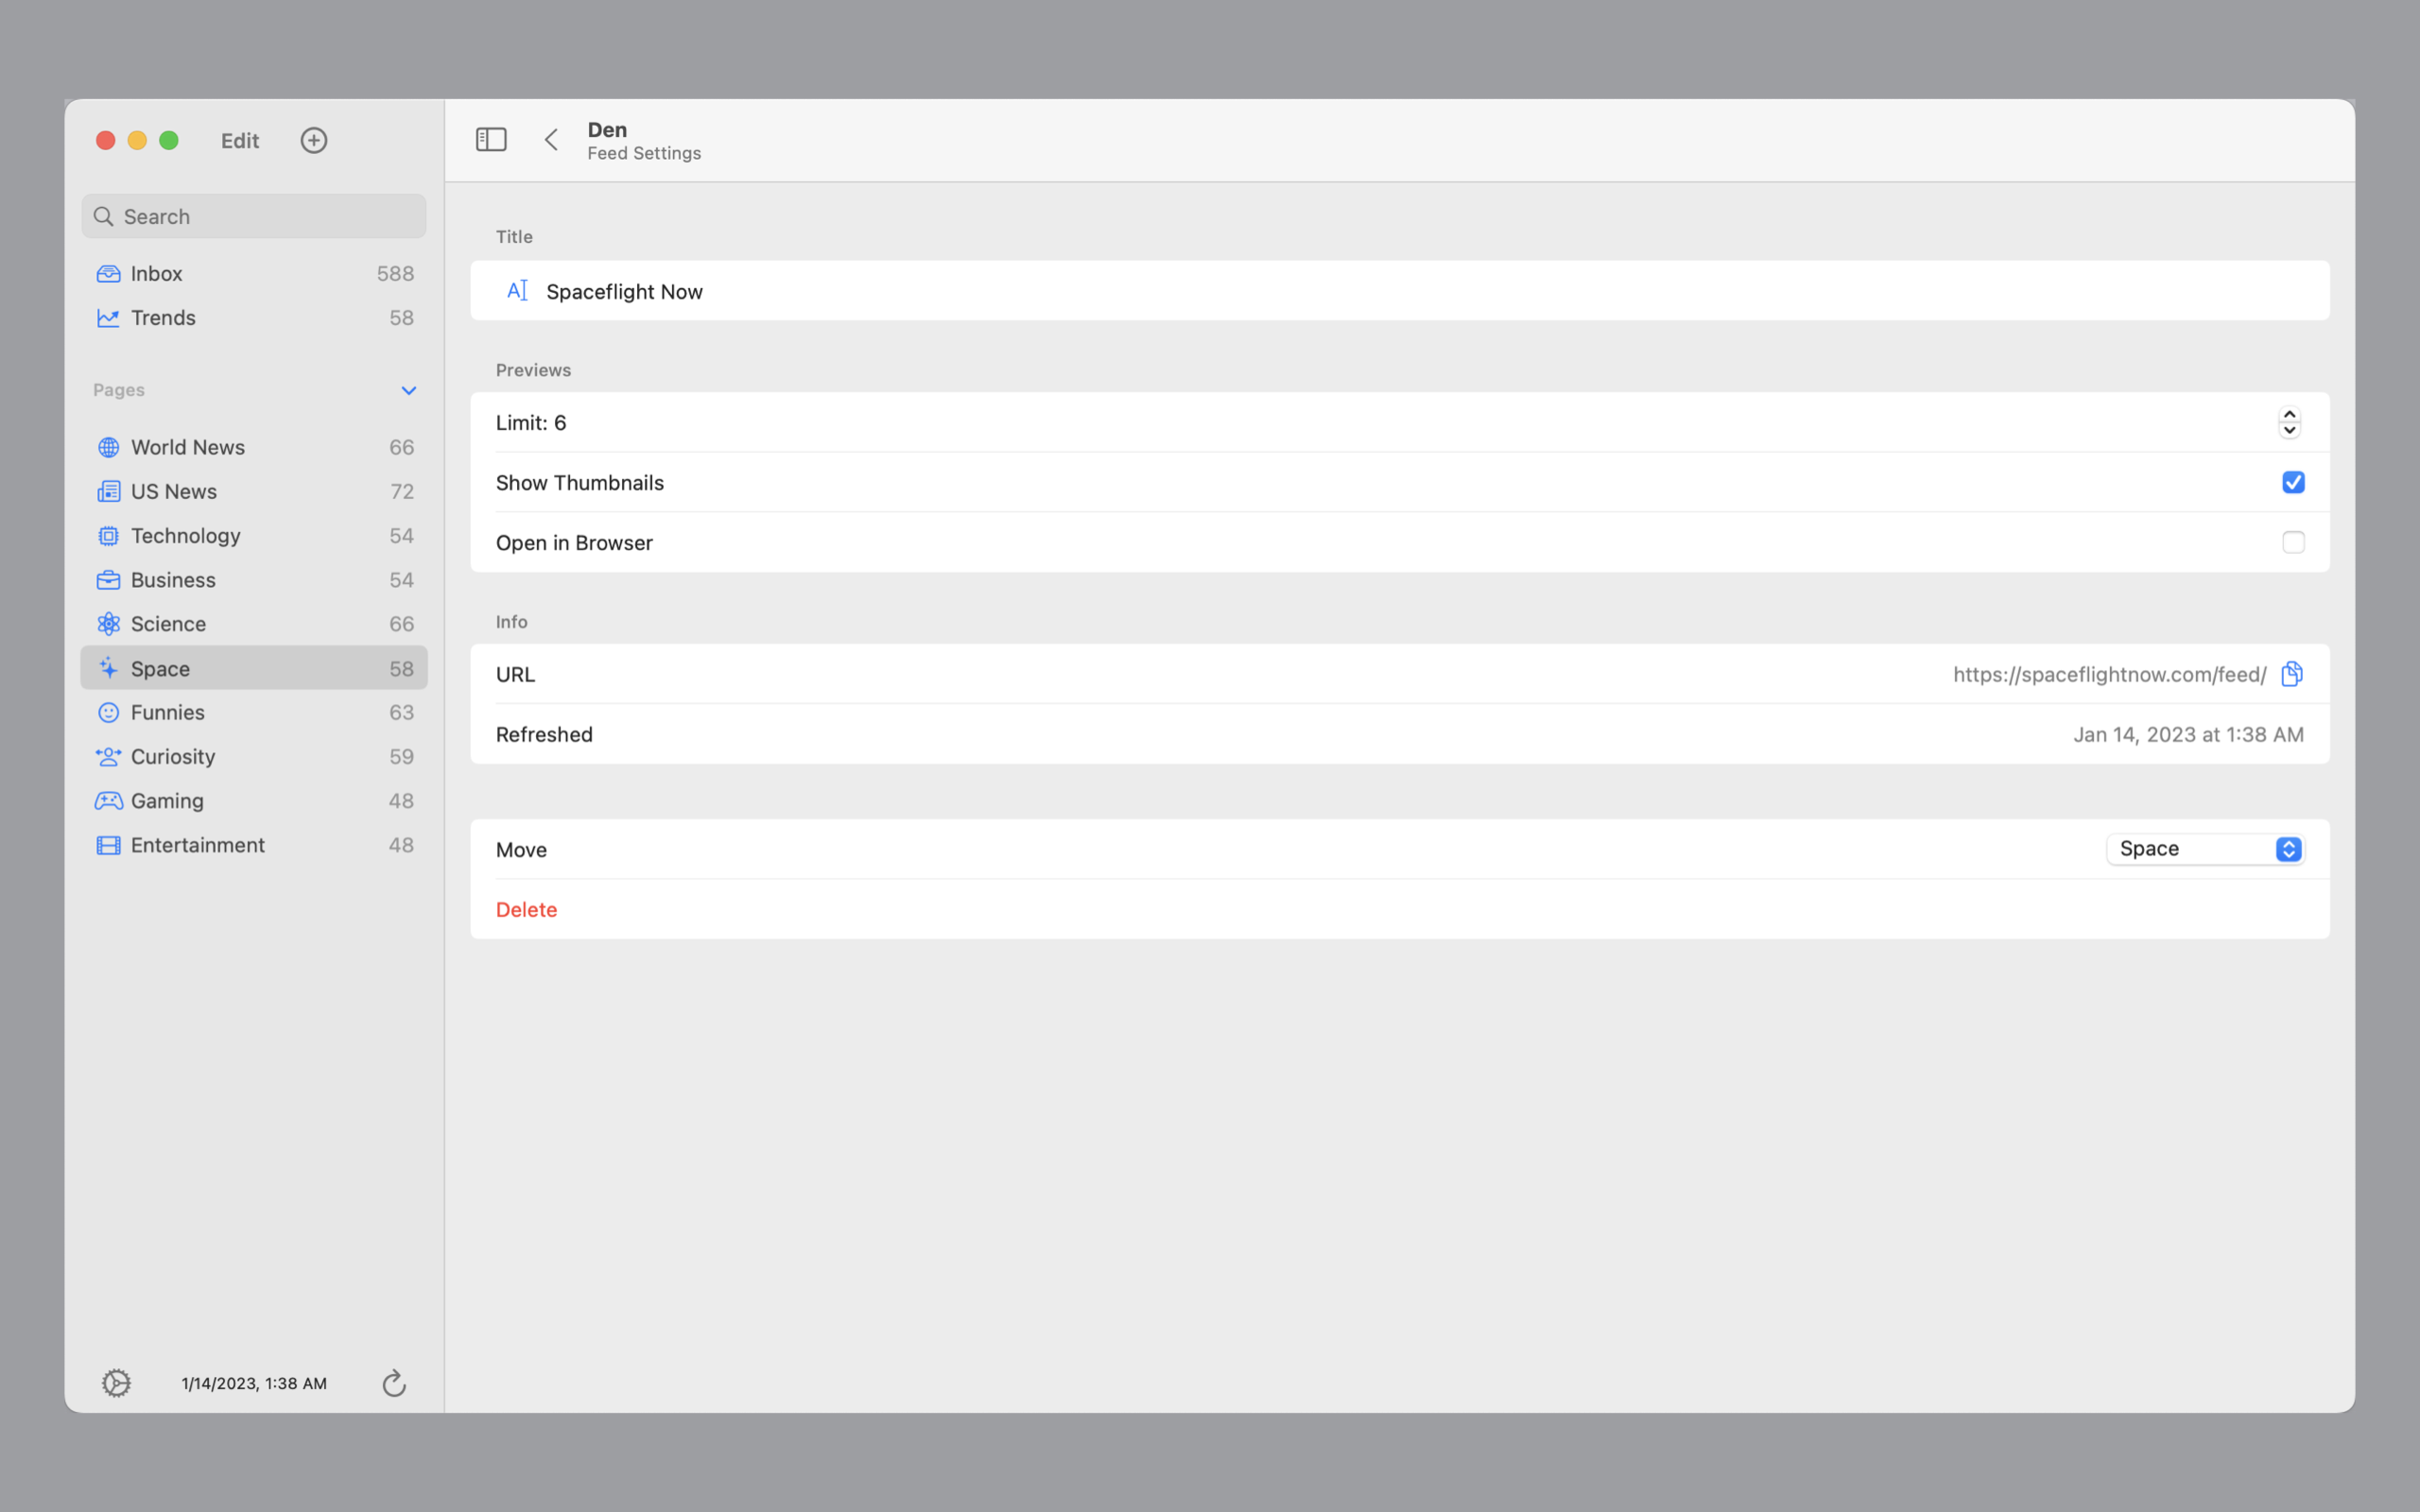 Edit
Den
Feed Settings
Search
Inbox 588
Trends 58
Pages
World News 66
US News 72
Technology 54
Business 54
Science 66
Space 58
Funnies 63
Curiosity 59
Gaming 48
Entertainment 48
1/14/2023, 1:38 AM
Title
Spaceflight Now
Previews
Limit: 6
Show Thumbnails
Open in Browser
Info
URL https://spaceflightnow.com/feed/
Refreshed Jan 14, 2023 at 1:38 AM
Move Space
Delete